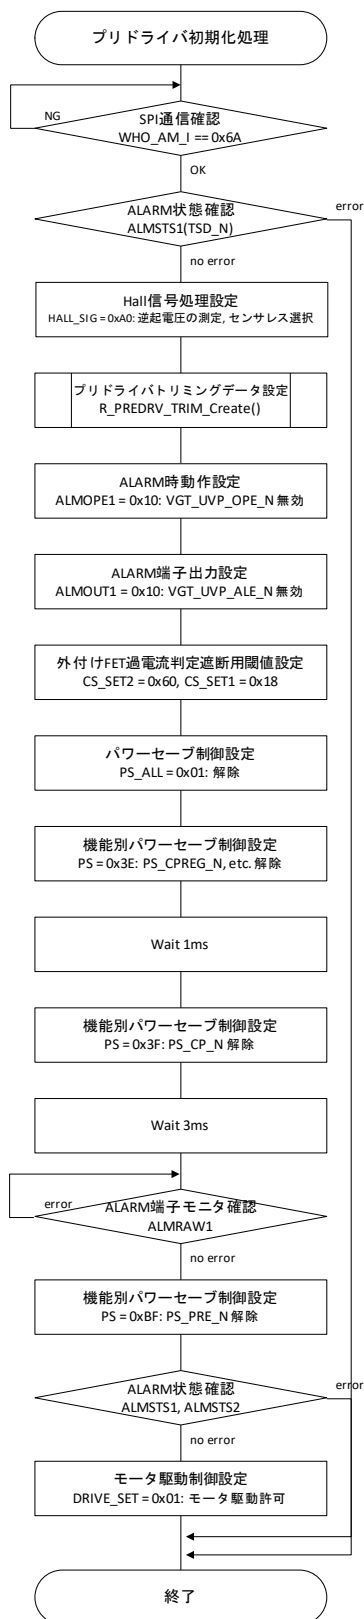 プリドライバ初期化処理
NG
SPI通信確認
WHO_AM_I == 0x6A
OK
ALARM状態確認
ALMSTS1(TSD_N)
error
no error
Hall信号処理設定
HALL_SIG = 0xA0: 逆起電圧の測定, センサレス選択
プリドライバトリミングデータ設定
R_PREDRV_TRIM_Create()
ALARM時動作設定
ALMOPE1 = 0x10: VGT_UVP_OPE_N 無効
ALARM端子出力設定
ALMOUT1 = 0x10: VGT_UVP_ALE_N 無効
外付けFET過電流判定遮断用閾値設定
CS_SET2 = 0x60, CS_SET1 = 0x18
パワーセーブ制御設定
PS_ALL = 0x01: 解除
機能別パワーセーブ制御設定
PS = 0x3E: PS_CPREG_N, etc. 解除
Wait 1ms
機能別パワーセーブ制御設定
PS = 0x3F: PS_CP_N 解除
Wait 3ms
error
ALARM端子モニタ確認
ALMRAW1
no error
機能別パワーセーブ制御設定
PS = 0xBF: PS_PRE_N 解除
ALARM状態確認
ALMSTS1, ALMSTS2
error
no error
モータ駆動制御設定
DRIVE_SET = 0x01: モータ駆動許可
終了